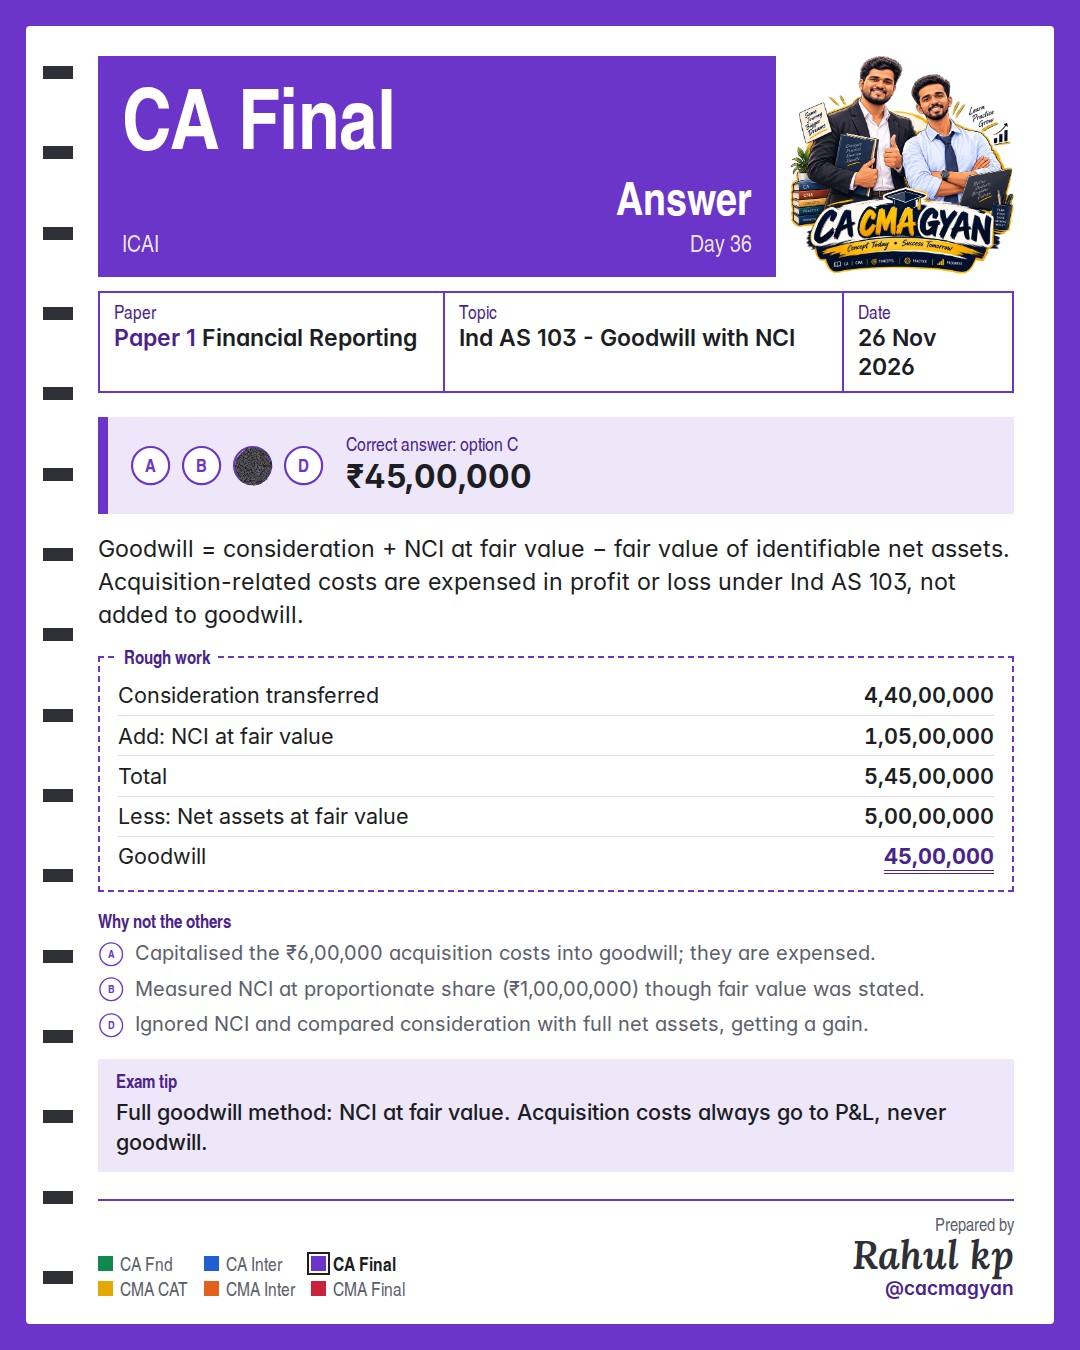 CA Final
Answer
ICAI
Day 36
CA CMA GYAN
Concept Today • Success Tomorrow
Learn
Practice
Grow
Paper
Paper 1 Financial Reporting
Topic
Ind AS 103 - Goodwill with NCI
Date
26 Nov
2026
A B D
Correct answer: option C
₹45,00,000
Goodwill = consideration + NCI at fair value – fair value of identifiable net assets.
Acquisition-related costs are expensed in profit or loss under Ind AS 103, not
added to goodwill.
Rough work
Consideration transferred 4,40,00,000
Add: NCI at fair value 1,05,00,000
Total 5,45,00,000
Less: Net assets at fair value 5,00,00,000
Goodwill 45,00,000
Why not the others
A Capitalised the ₹6,00,000 acquisition costs into goodwill; they are expensed.
B Measured NCI at proportionate share (₹1,00,00,000) though fair value was stated.
D Ignored NCI and compared consideration with full net assets, getting a gain.
Exam tip
Full goodwill method: NCI at fair value. Acquisition costs always go to P&L, never
goodwill.
Prepared by
Rahul kp
@cacmagyan
CA Fnd CA Inter CA Final
CMA CAT CMA Inter CMA Final